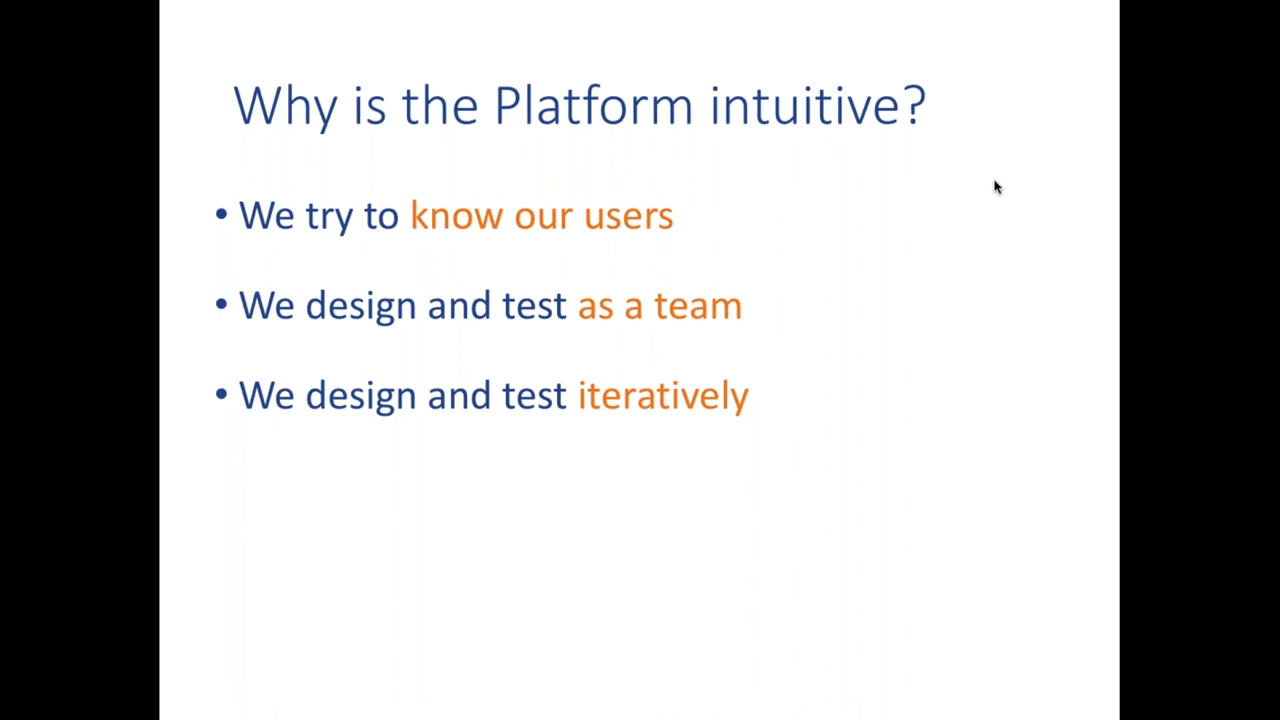 Why is the Platform intuitive?
• We try to know our users
• We design and test as a team
• We design and test iteratively